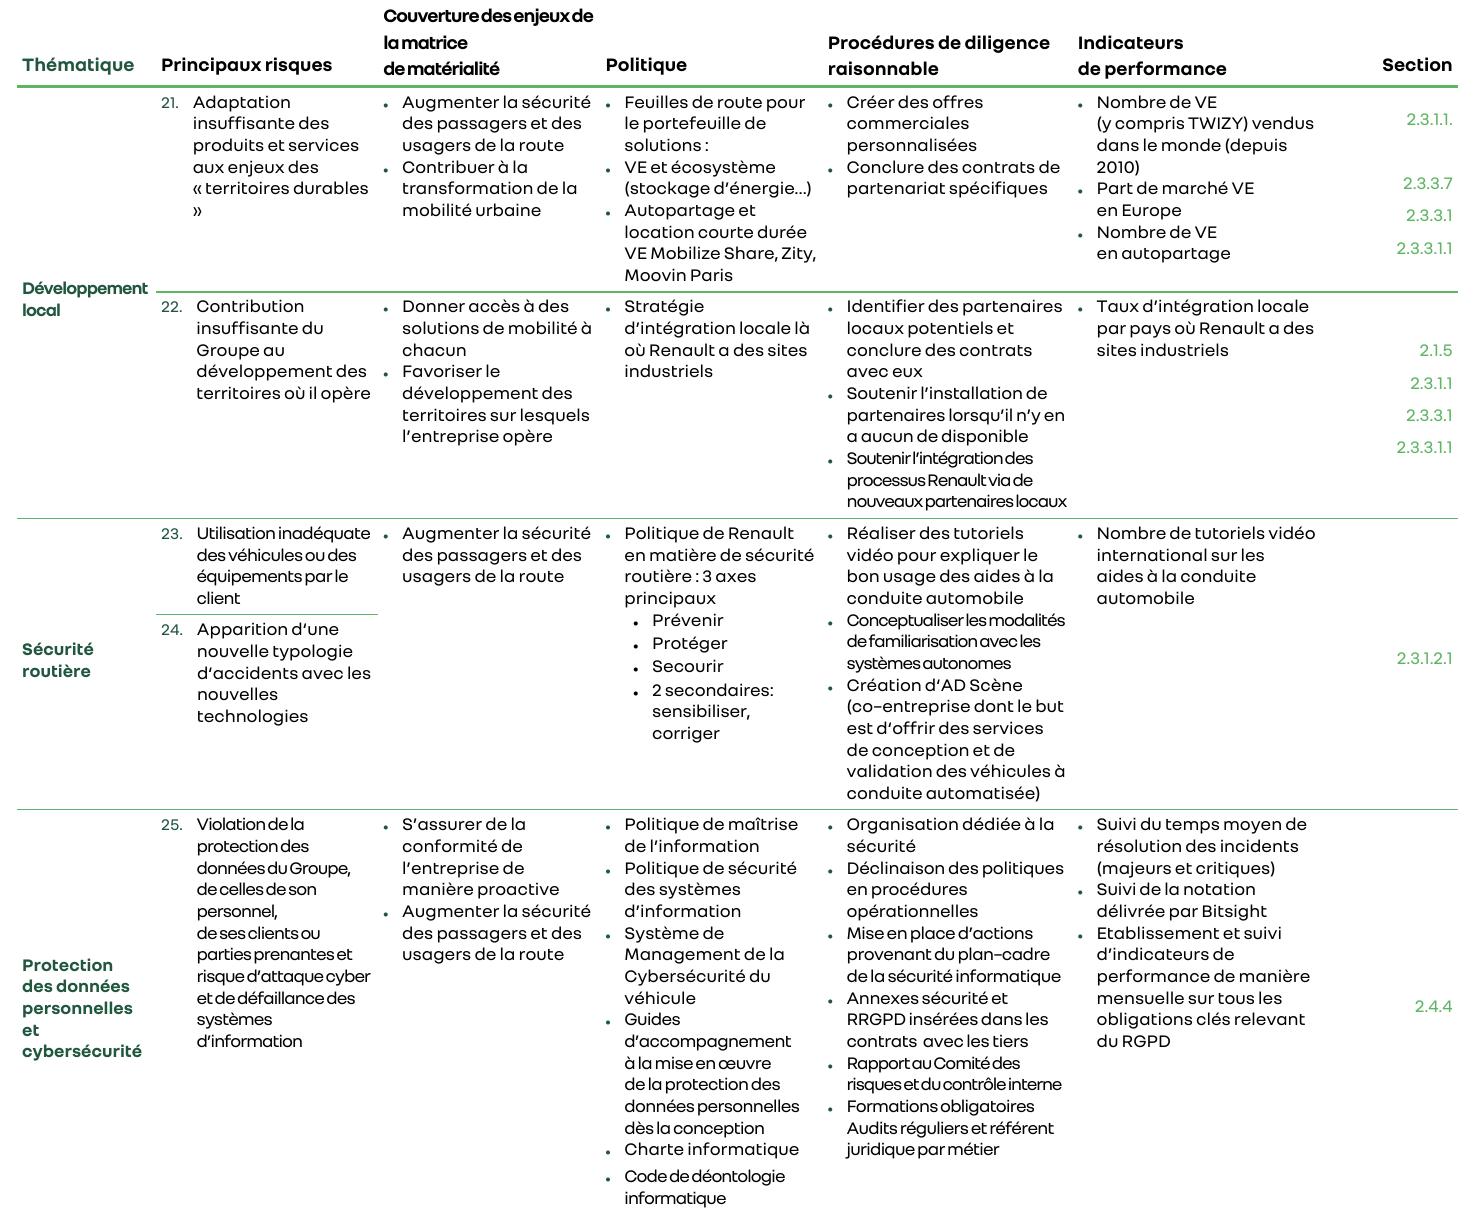 Thématique
Principaux risques
Couverture des enjeux de
la matrice
de matérialité
Politique
Procédures de diligence
raisonnable
Indicateurs
de performance
Section
Développement
local
21. Adaptation
insuffisante des
produits et services
aux enjeux des
« territoires durables
»
• Augmenter la sécurité
des passagers et des
usagers de la route
• Contribuer à la
transformation de la
mobilité urbaine
• Feuilles de route pour
le portefeuille de
solutions :
• VE et écosystème
(stockage d’énergie...)
• Autopartage et
location courte durée
VE Mobilize Share, Zity,
Moovin Paris
• Créer des offres
commerciales
personnalisées
• Conclure des contrats de
partenariat spécifiques
• Nombre de VE
(y compris TWIZY) vendus
dans le monde (depuis
2010)
• Part de marché VE
en Europe
• Nombre de VE
en autopartage
2.3.1.1.
2.3.3.7
2.3.3.1
2.3.3.1.1
22. Contribution
insuffisante du
Groupe au
développement des
territoires où il opère
• Donner accès à des
solutions de mobilité à
chacun
• Favoriser le
développement des
territoires sur lesquels
l’entreprise opère
• Stratégie
d’intégration locale là
où Renault a des sites
industriels
• Identifier des partenaires
locaux potentiels et
conclure des contrats
avec eux
• Soutenir l’installation de
partenaires lorsqu’il n’y en
a aucun de disponible
• Soutenir l’intégration des
processus Renault via de
nouveaux partenaires locaux
• Taux d’intégration locale
par pays où Renault a des
sites industriels
2.1.5
2.3.1.1
2.3.3.1
2.3.3.1.1
Sécurité
routière
23. Utilisation inadéquate
des véhicules ou des
équipements par le
client
24. Apparition d’une
nouvelle typologie
d’accidents avec les
nouvelles
technologies
• Augmenter la sécurité
des passagers et des
usagers de la route
• Politique de Renault
en matière de sécurité
routière : 3 axes
principaux
• Prévenir
• Protéger
• Secourir
• 2 secondaires:
sensibiliser,
corriger
• Réaliser des tutoriels
vidéo pour expliquer le
bon usage des aides à la
conduite automobile
• Conceptualiser les modalités
de familiarisation avec les
systèmes autonomes
• Création d’AD Scène
(co-entreprise dont le but
est d’offrir des services
de conception et de
validation des véhicules à
conduite automatisée)
• Nombre de tutoriels vidéo
international sur les
aides à la conduite
automobile
2.3.1.2.1
Protection
des données
personnelles
et
cybersécurité
25. Violation de la
protection des
données du Groupe,
de celles de son
personnel,
de ses clients ou
parties prenantes et
risque d’attaque cyber
et de défaillance des
systèmes
d’information
• S’assurer de la
conformité de
l’entreprise de
manière proactive
• Augmenter la sécurité
des passagers et des
usagers de la route
• Politique de maîtrise
de l’information
• Politique de sécurité
des systèmes
d’information
• Système de
Management de la
Cybersécurité du
véhicule
• Guides
d’accompagnement
à la mise en œuvre
de la protection des
données personnelles
dès la conception
• Charte informatique
• Code de déontologie
informatique
• Organisation dédiée à la
sécurité
• Déclinaison des politiques
en procédures
opérationnelles
• Mise en place d’actions
provenant du plan-cadre
de la sécurité informatique
• Annexes sécurité et
RRGPD insérées dans les
contrats avec les tiers
• Rapport au Comité des
risques et du contrôle interne
• Formations obligatoires
Audits réguliers et référent
juridique par métier
• Suivi du temps moyen de
résolution des incidents
(majeurs et critiques)
• Suivi de la notation
délivrée par Bitsight
• Etablissement et suivi
d’indicateurs de
performance de manière
mensuelle sur tous les
obligations clés relevant
du RGPD
2.4.4